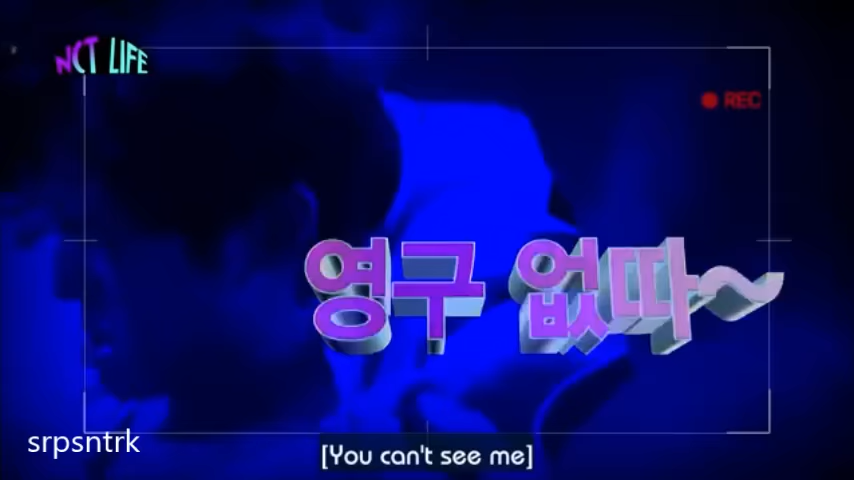 NCT LIFE
REC
영구 없따~
[You can't see me]
srpsntrk